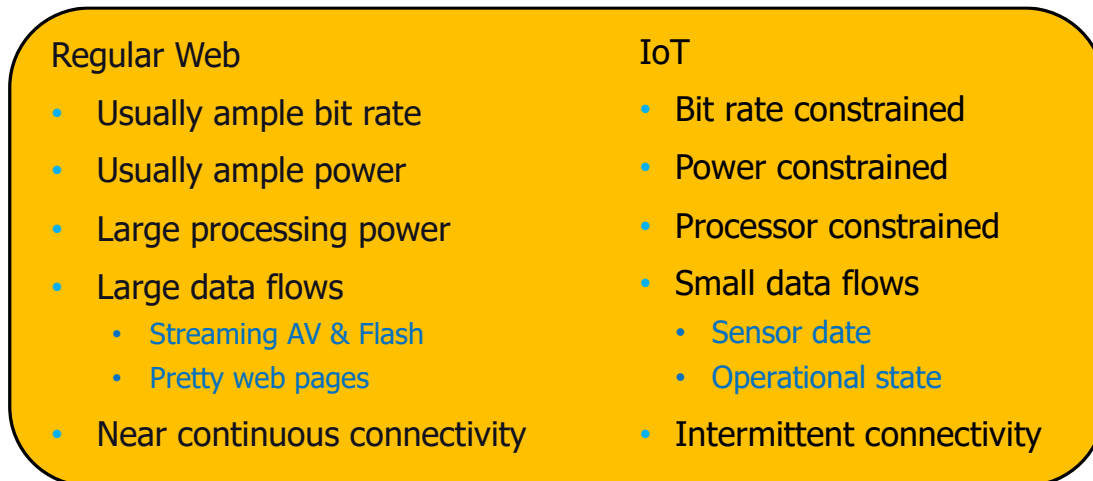 Regular Web
• Usually ample bit rate
• Usually ample power
• Large processing power
• Large data flows
• Streaming AV & Flash
• Pretty web pages
• Near continuous connectivity
IoT
• Bit rate constrained
• Power constrained
• Processor constrained
• Small data flows
• Sensor date
• Operational state
• Intermittent connectivity